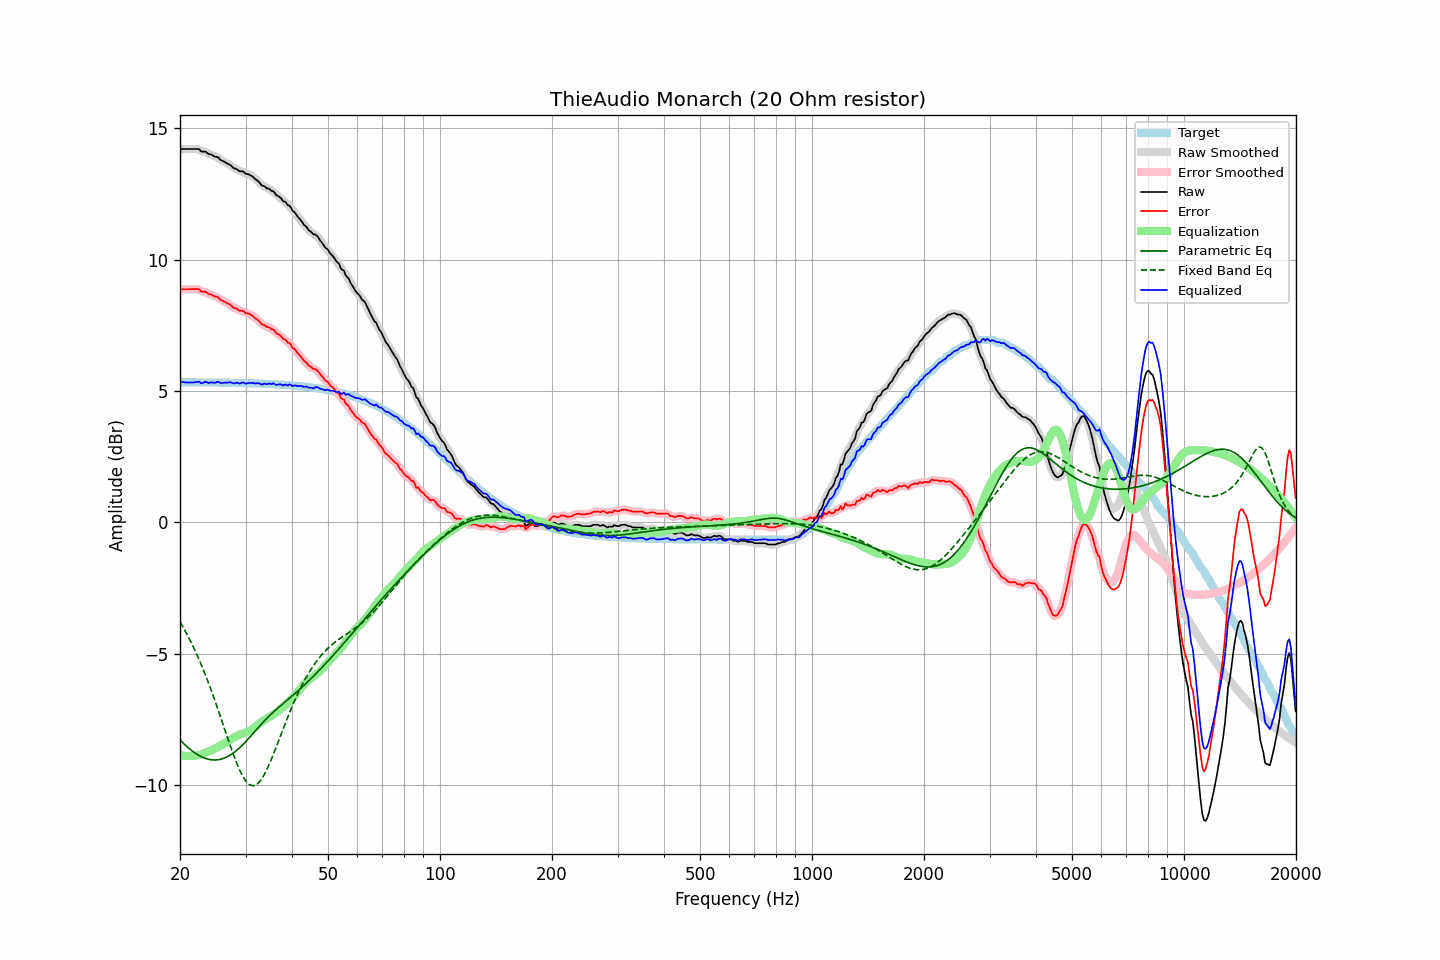 ThieAudio Monarch (20 Ohm resistor)
Amplitude (dBr)
15
10
5
0
−5
−10
Target
Raw Smoothed
Error Smoothed
Raw
Error
Equalization
Parametric Eq
Fixed Band Eq
Equalized
20 50 100 200 500 1000 2000 5000 10000 20000
Frequency (Hz)